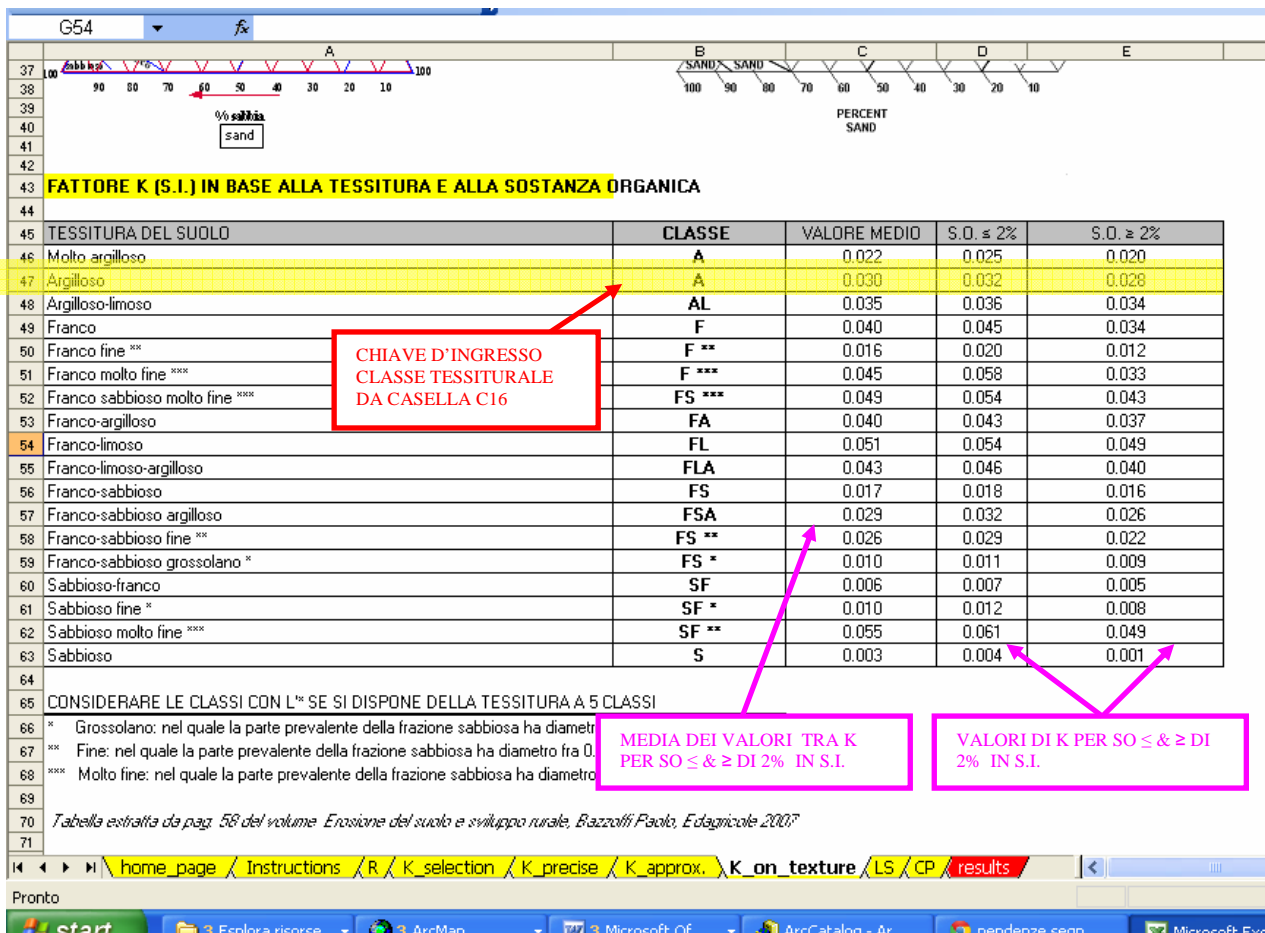 G54 fx
A B C D E
37 100 Sabbioso 100 SAND SAND
38 90 80 70 60 50 40 30 20 10 100 90 80 70 60 50 40 30 20 10
39 % sabbia PERCENT
40 sand SAND
41
42
43 FATTORE K (S.I.) IN BASE ALLA TESSITURA E ALLA SOSTANZA ORGANICA
44
45 TESSITURA DEL SUOLO CLASSE VALORE MEDIO S.O. ≤ 2% S.O. ≥ 2%
46 Molto argilloso A 0.022 0.025 0.020
47 Argilloso A 0.030 0.032 0.028
48 Argilloso-limoso AL 0.035 0.036 0.034
49 Franco F 0.040 0.045 0.034
50 Franco fine ** F ** 0.016 0.020 0.012
51 Franco molto fine *** F *** 0.045 0.058 0.033
52 Franco sabbioso molto fine *** FS *** 0.049 0.054 0.043
53 Franco-argilloso FA 0.040 0.043 0.037
54 Franco-limoso FL 0.051 0.054 0.049
55 Franco-limoso-argilloso FLA 0.043 0.046 0.040
56 Franco-sabbioso FS 0.017 0.018 0.016
57 Franco-sabbioso argilloso FSA 0.029 0.032 0.026
58 Franco-sabbioso fine ** FS ** 0.026 0.029 0.022
59 Franco-sabbioso grossolano * FS * 0.010 0.011 0.009
60 Sabbioso-franco SF 0.006 0.007 0.005
61 Sabbioso fine * SF * 0.010 0.012 0.008
62 Sabbioso molto fine *** SF ** 0.055 0.061 0.049
63 Sabbioso S 0.003 0.004 0.001
CHIAVE D'INGRESSO
CLASSE TESSITURALE
DA CASELLA C16
64
65 CONSIDERARE LE CLASSI CON L'* SE SI DISPONE DELLA TESSITURA A 5 CLASSI
66 * Grossolano: nel quale la parte prevalente della frazione sabbiosa ha diametr
67 ** Fine: nel quale la parte prevalente della frazione sabbiosa ha diametro fra 0.
68 *** Molto fine: nel quale la parte prevalente della frazione sabbiosa ha diametro
MEDIA DEI VALORI TRA K
PER SO ≤ & ≥ DI 2% IN S.I.
VALORI DI K PER SO ≤ & ≥ DI
2% IN S.I.
69
70 Tabella estratta da pag. 58 del volume Erosione del suolo e sviluppo rurale, Bazzoffi Paolo, Edagricole 2007
71
home_page Instructions R K_selection K_precise K_approx. K_on_texture LS CP results
Pronto
start 3 Esplora risorse 3 ArcMap 3 Microsoft Of... ArcCatalog - Ar... pendenze segn... Microsoft Exc